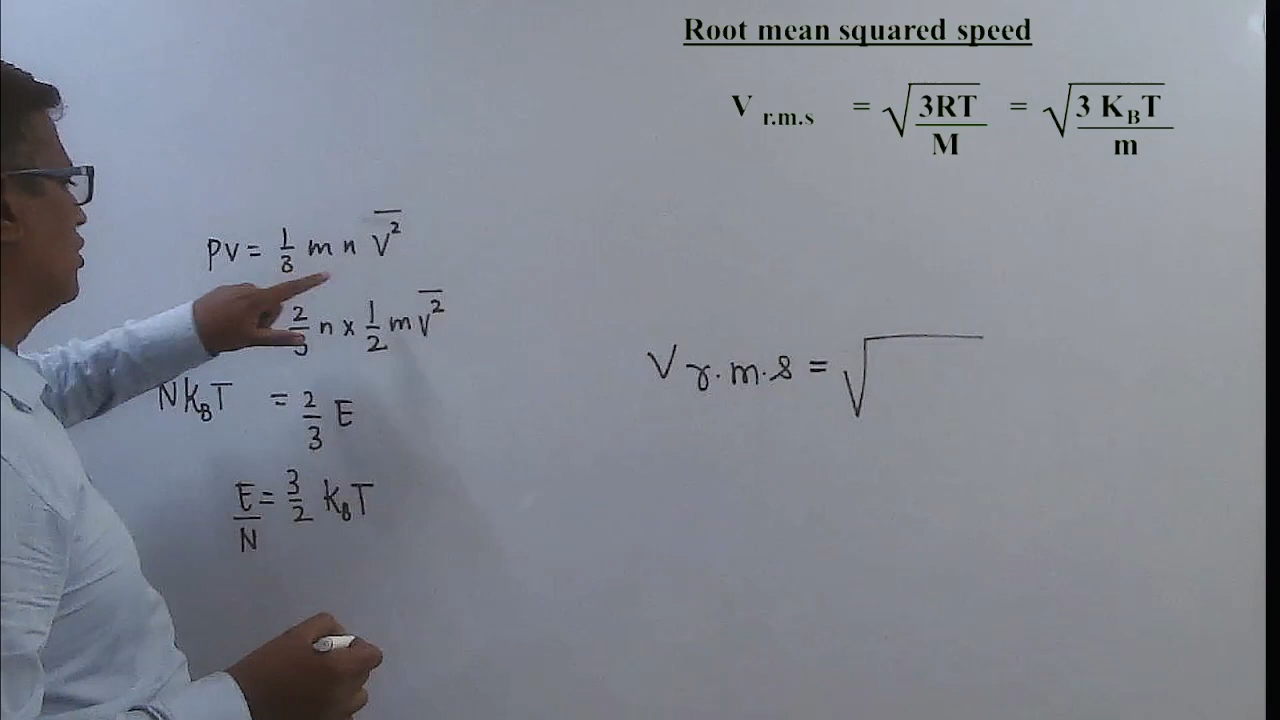 Root mean squared speed
V r.m.s = √3RT/M = √3 K_BT/m
PV = 1/3 m n V̅²
2/3 n x 1/2 m V̅²
NK_BT = 2/3 E
E/N = 3/2 K_BT
V r.m.s = √